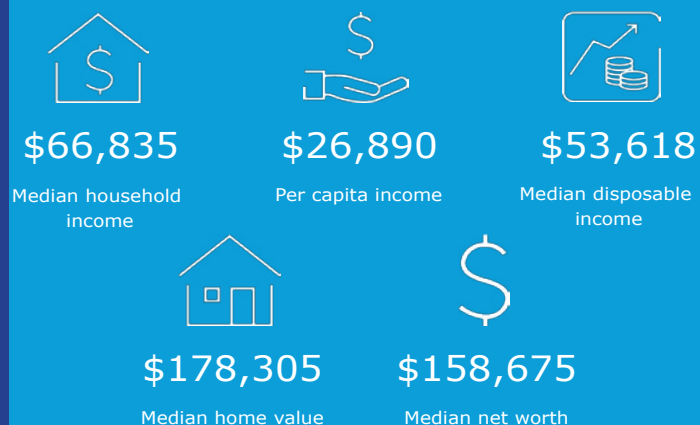 $66,835
$26,890
$53,618
Median household
income
Per capita income
Median disposable
income
$178,305
$158,675
Median home value
Median net worth